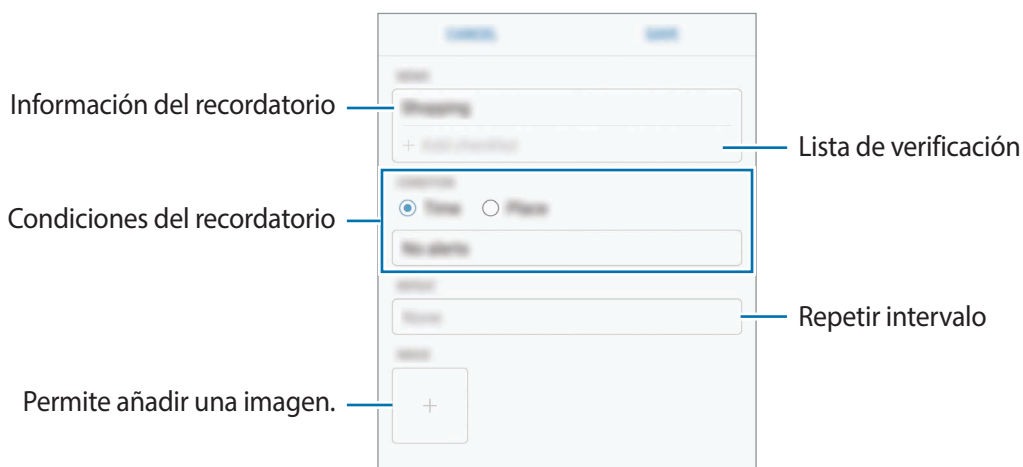 CANCEL
SAVE
Información del recordatorio
Shopping
+ Add checklist
Lista de verificación
Condiciones del recordatorio
Time
Place
No alerts
None
Repetir intervalo
Permite añadir una imagen.
+